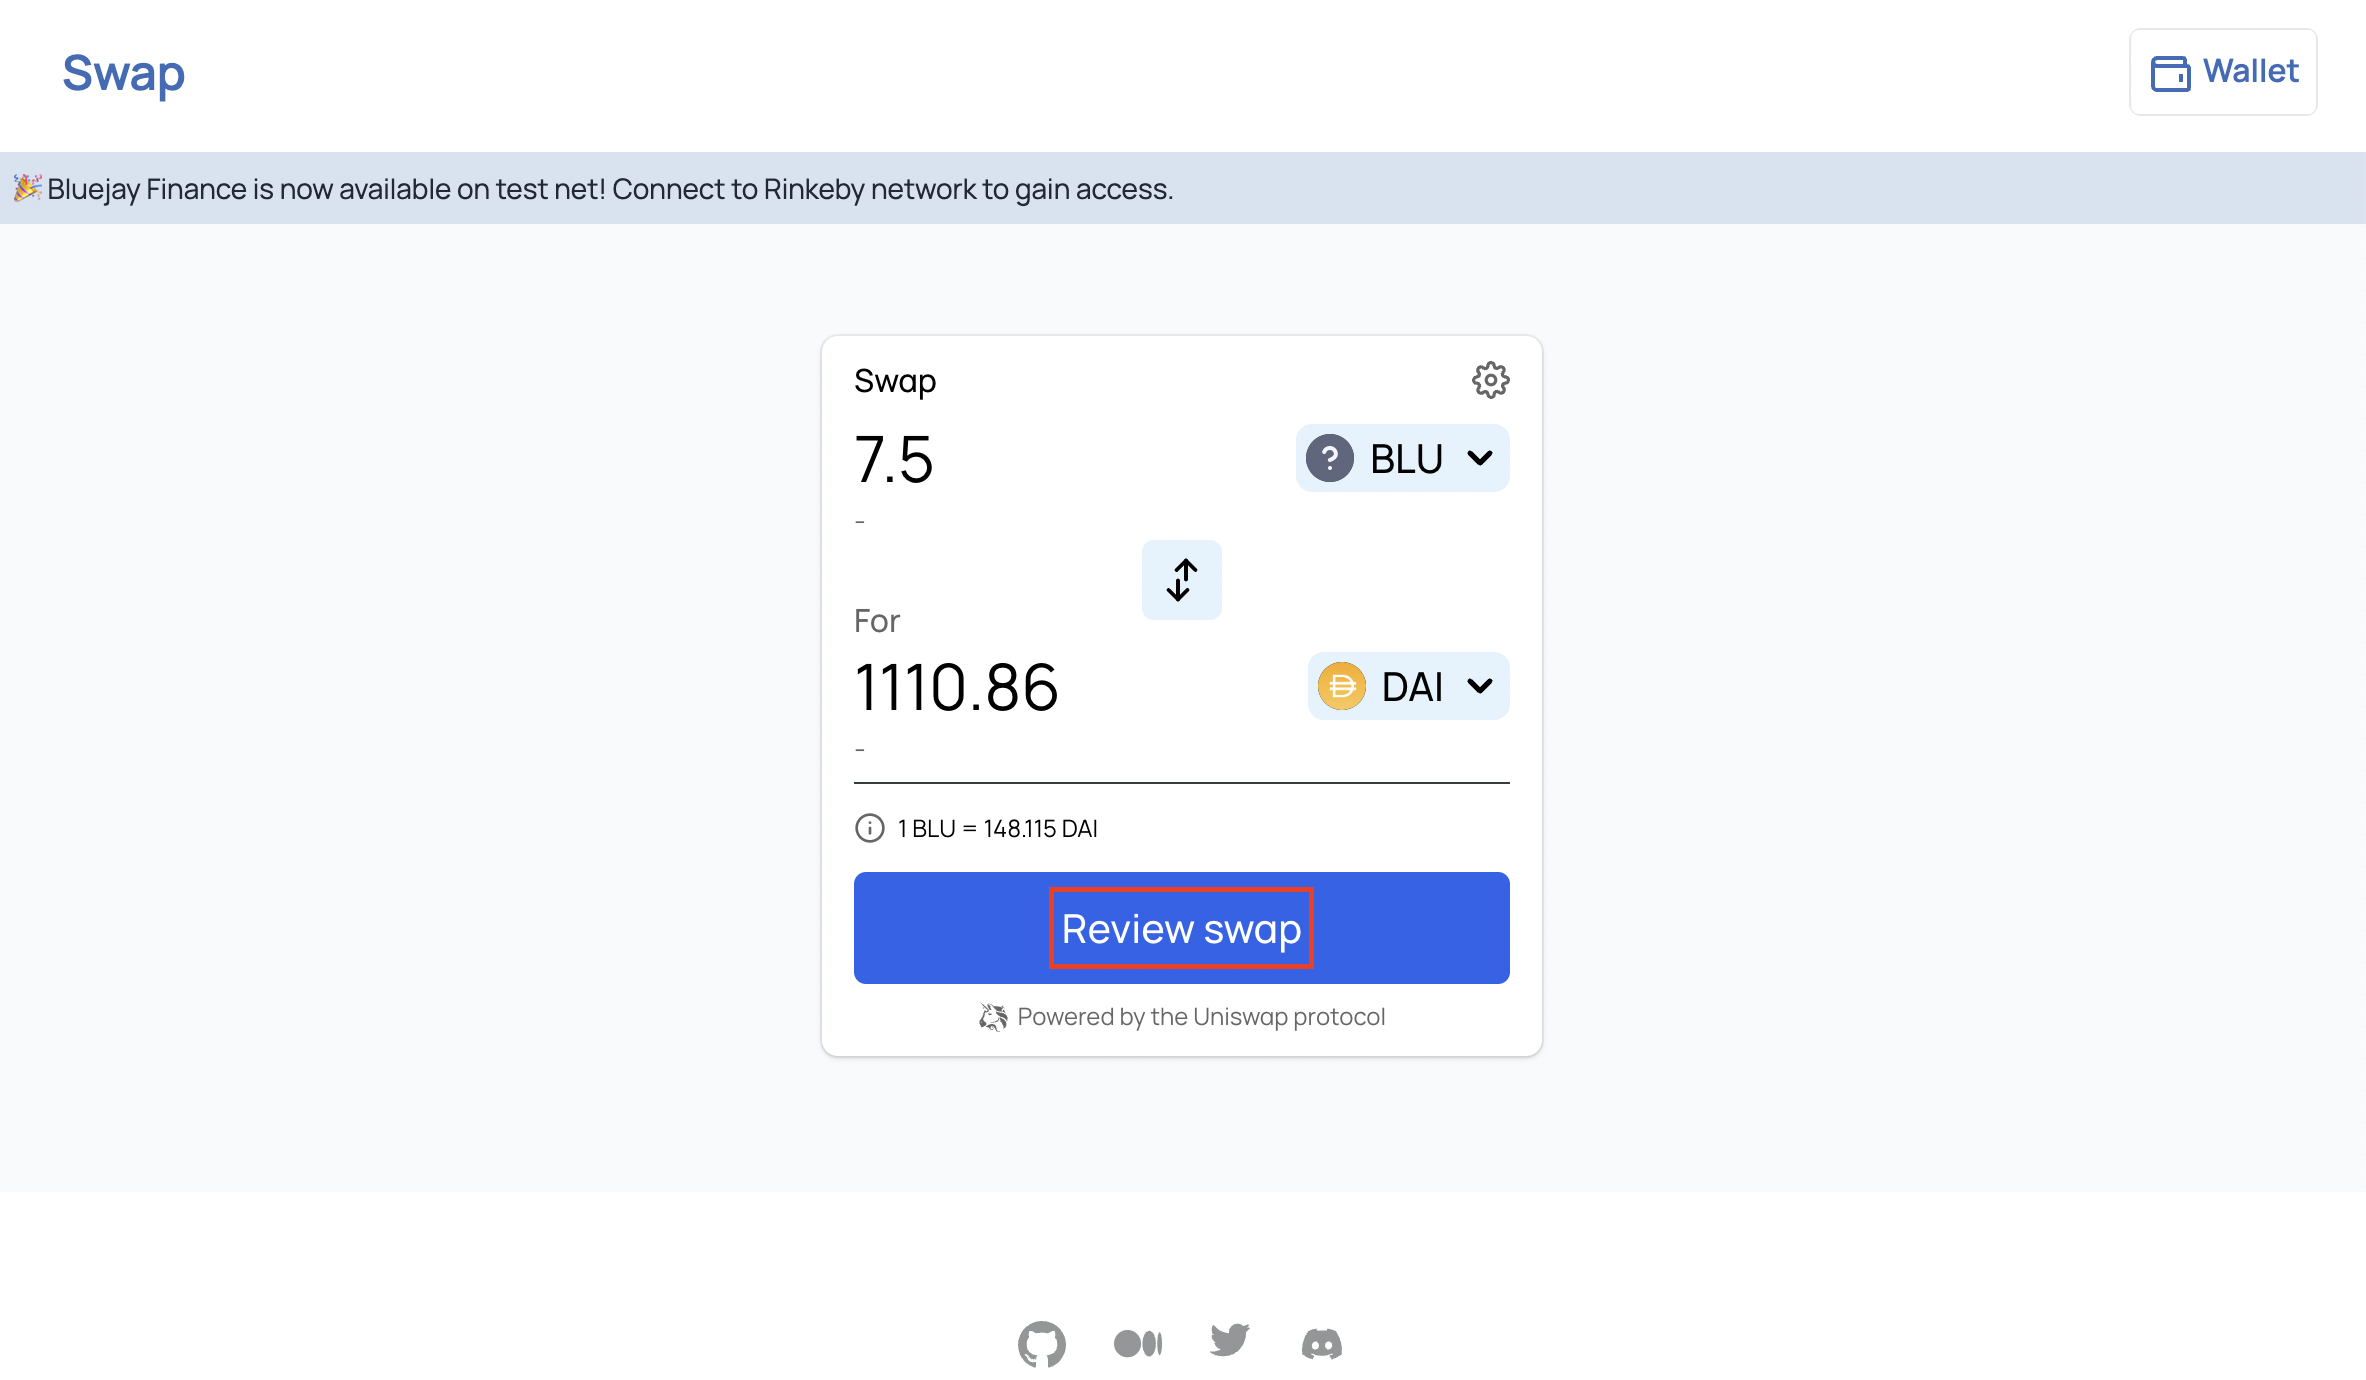 Swap
Wallet
🎉 Bluejay Finance is now available on test net! Connect to Rinkeby network to gain access.
Swap
7.5
? BLU
-
For
1110.86
DAI
-
1 BLU = 148.115 DAI
Review swap
Powered by the Uniswap protocol